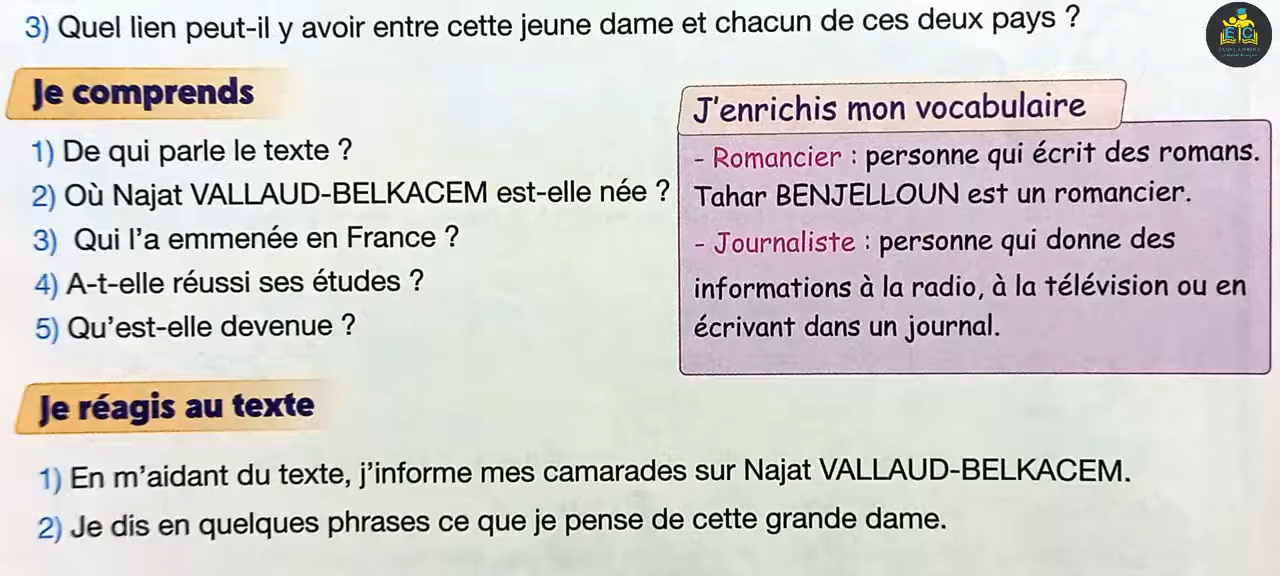 3) Quel lien peut-il y avoir entre cette jeune dame et chacun de ces deux pays ?
Je comprends
1) De qui parle le texte ?
2) Où Najat VALLAUD-BELKACEM est-elle née ?
3) Qui l'a emmenée en France ?
4) A-t-elle réussi ses études ?
5) Qu'est-elle devenue ?
J'enrichis mon vocabulaire
- Romancier : personne qui écrit des romans.
Tahar BENJELLOUN est un romancier.
- Journaliste : personne qui donne des
informations à la radio, à la télévision ou en
écrivant dans un journal.
Je réagis au texte
1) En m'aidant du texte, j'informe mes camarades sur Najat VALLAUD-BELKACEM.
2) Je dis en quelques phrases ce que je pense de cette grande dame.
E C